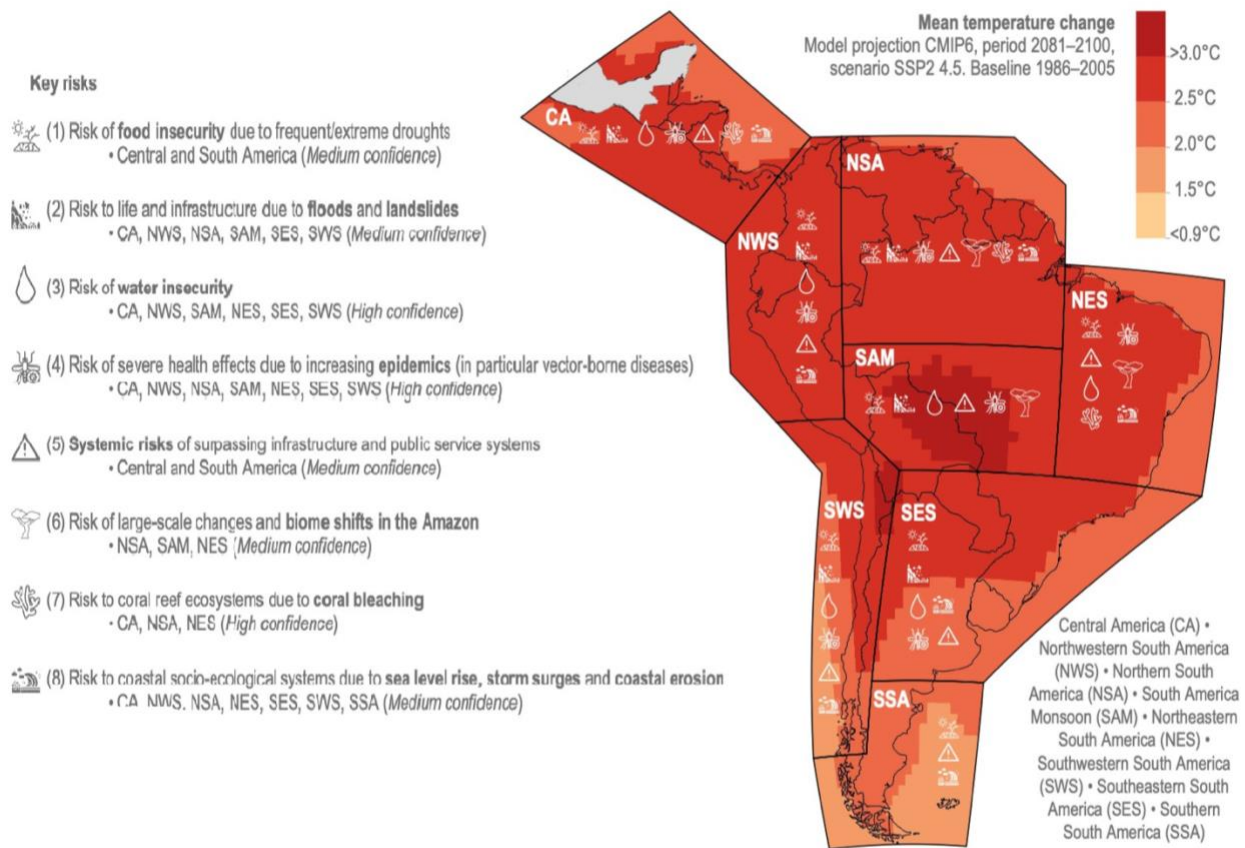 Key risks
(1) Risk of food insecurity due to frequent/extreme droughts
• Central and South America (Medium confidence)
(2) Risk to life and infrastructure due to floods and landslides
• CA, NWS, NSA, SAM, SES, SWS (Medium confidence)
(3) Risk of water insecurity
• CA, NWS, SAM, NES, SES, SWS (High confidence)
(4) Risk of severe health effects due to increasing epidemics (in particular vector-borne diseases)
• CA, NWS, NSA, SAM, NES, SES, SWS (High confidence)
(5) Systemic risks of surpassing infrastructure and public service systems
• Central and South America (Medium confidence)
(6) Risk of large-scale changes and biome shifts in the Amazon
• NSA, SAM, NES (Medium confidence)
(7) Risk to coral reef ecosystems due to coral bleaching
• CA, NSA, NES (High confidence)
(8) Risk to coastal socio-ecological systems due to sea level rise, storm surges and coastal erosion
• CA, NWS, NSA, NES, SES, SWS, SSA (Medium confidence)
Mean temperature change
Model projection CMIP6, period 2081–2100,
scenario SSP2 4.5. Baseline 1986–2005
>3.0°C
2.5°C
2.0°C
1.5°C
<0.9°C
CA
NSA
NWS
NES
SAM
SWS
SES
SSA
Central America (CA) •
Northwestern South America
(NWS) • Northern South
America (NSA) • South America
Monsoon (SAM) • Northeastern
South America (NES) •
Southwestern South America
(SWS) • Southeastern South
America (SES) • Southern
South America (SSA)